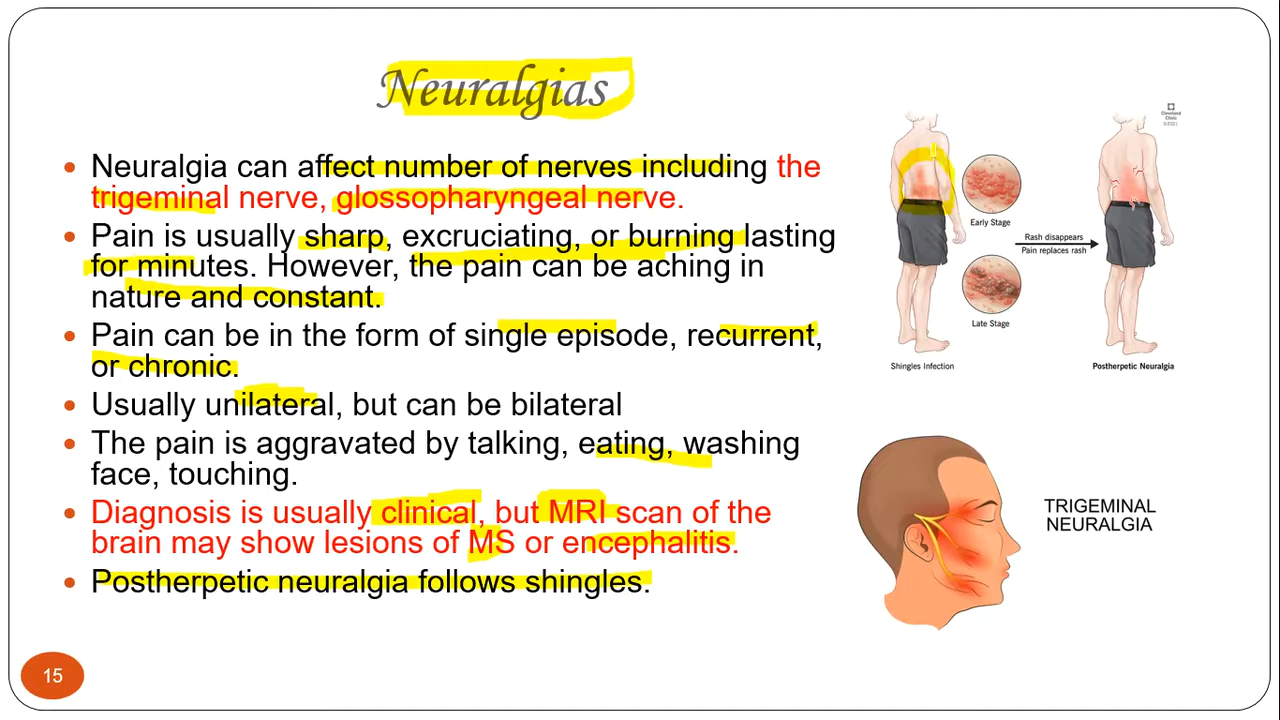 Neuralgias
• Neuralgia can affect number of nerves including the
trigeminal nerve, glossopharyngeal nerve.
• Pain is usually sharp, excruciating, or burning lasting
for minutes. However, the pain can be aching in
nature and constant.
• Pain can be in the form of single episode, recurrent,
or chronic.
• Usually unilateral, but can be bilateral
• The pain is aggravated by talking, eating, washing
face, touching.
• Diagnosis is usually clinical, but MRI scan of the
brain may show lesions of MS or encephalitis.
• Postherpetic neuralgia follows shingles.
Cleveland
Clinic
©2021
Early Stage
Rash disappears
Pain replaces rash
Late Stage
Shingles Infection
Postherpetic Neuralgia
TRIGEMINAL
NEURALGIA
15